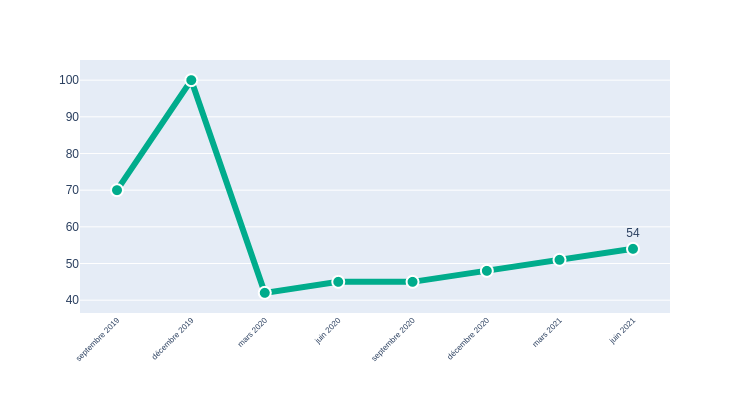 100
90
80
70
60
50
40
54
septembre 2019
décembre 2019
mars 2020
juin 2020
septembre 2020
décembre 2020
mars 2021
juin 2021